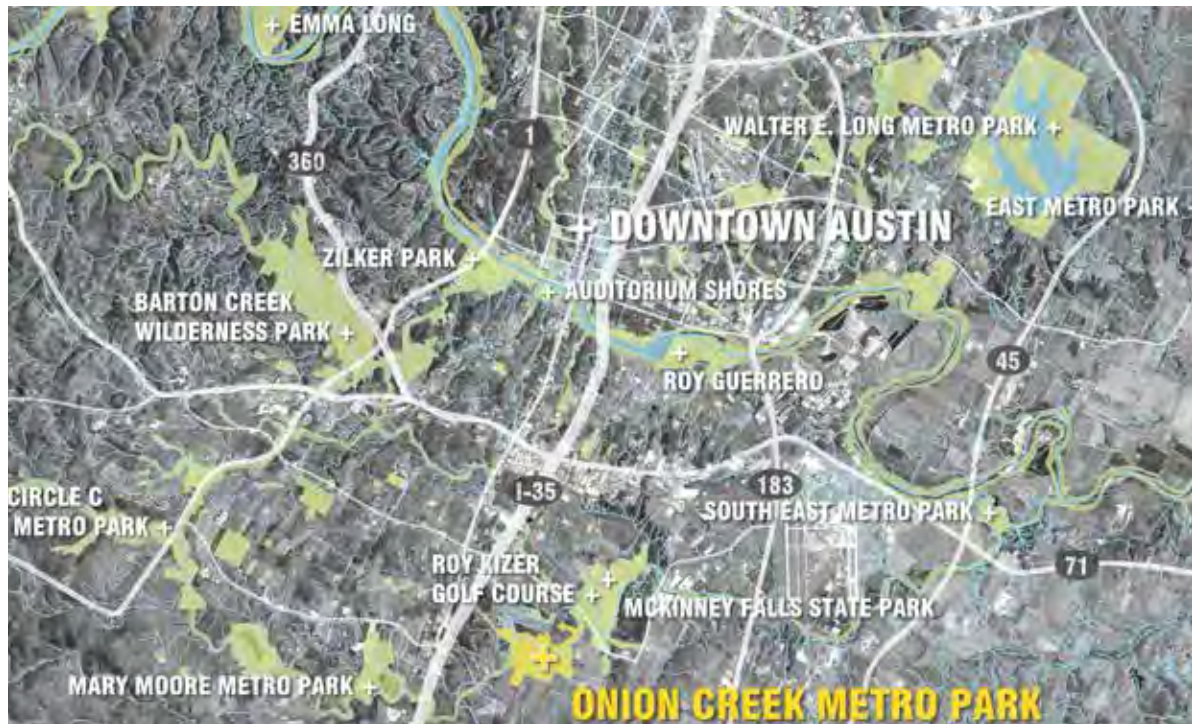 EMMA LONG
1
360
WALTER E. LONG METRO PARK
EAST METRO PARK
DOWNTOWN AUSTIN
ZILKER PARK
AUDITORIUM SHORES
BARTON CREEK
WILDERNESS PARK
ROY GUERRERO
45
I-35
183
CIRCLE C
METRO PARK
SOUTH EAST METRO PARK
71
ROY KIZER
GOLF COURSE
MCKINNEY FALLS STATE PARK
MARY MOORE METRO PARK
ONION CREEK METRO PARK